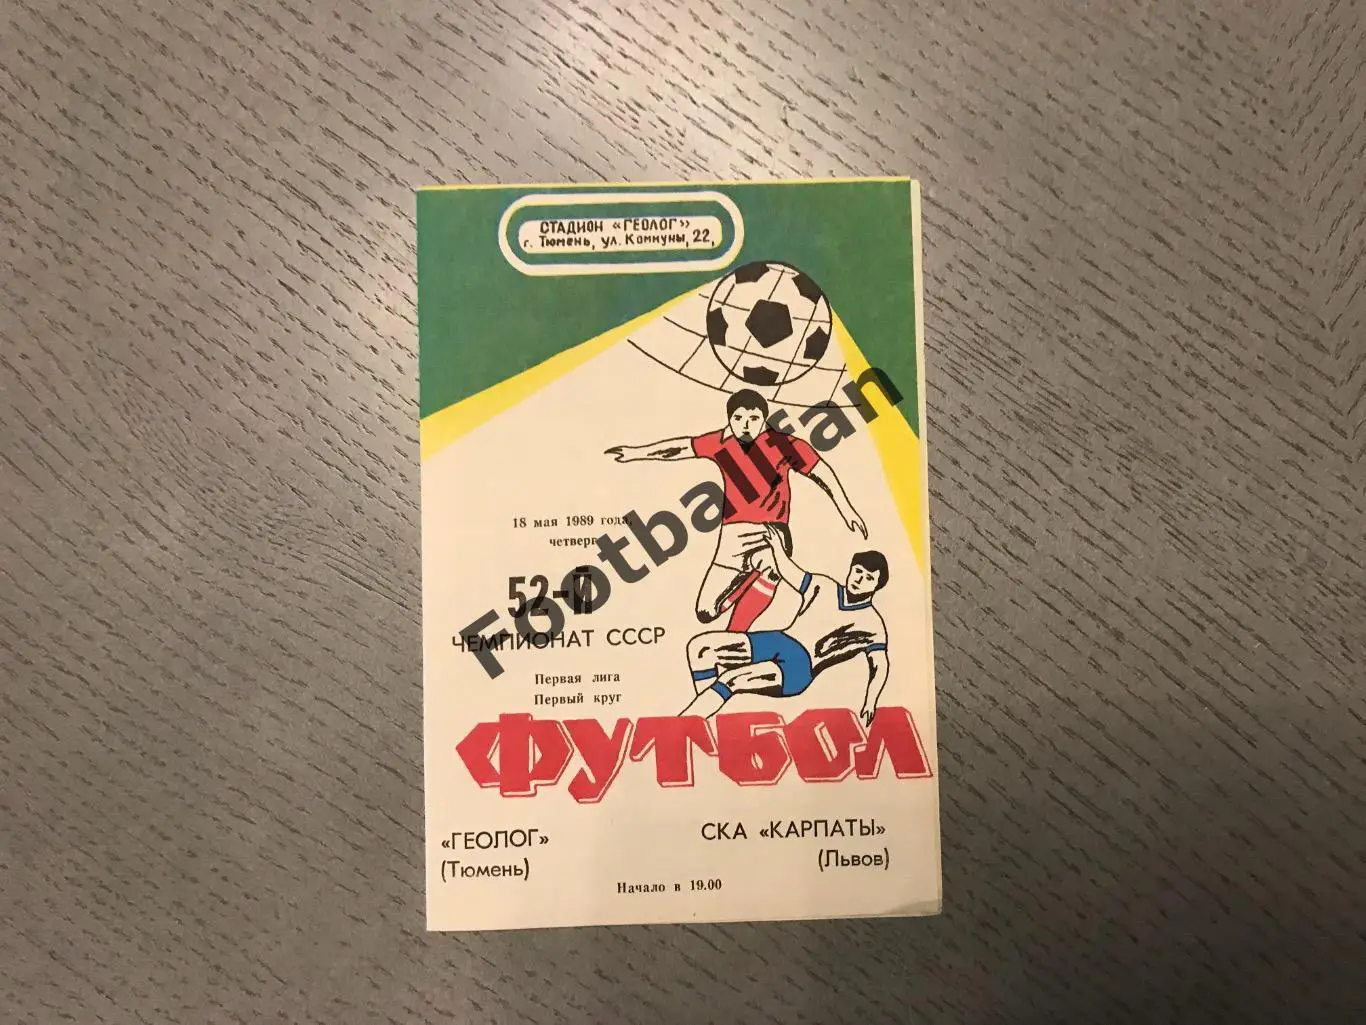 СТАДИОН «ГЕОЛОГ»
г. Тюмень, ул. Коммуны, 22,
18 мая 1989 года,
четверг
52-Й
ЧЕМПИОНАТ СССР
Первая лига
Первый круг
ФУТБОЛ
«ГЕОЛОГ»
(Тюмень)
СКА «КАРПАТЫ»
(Львов)
Начало в 19.00
Footballfan